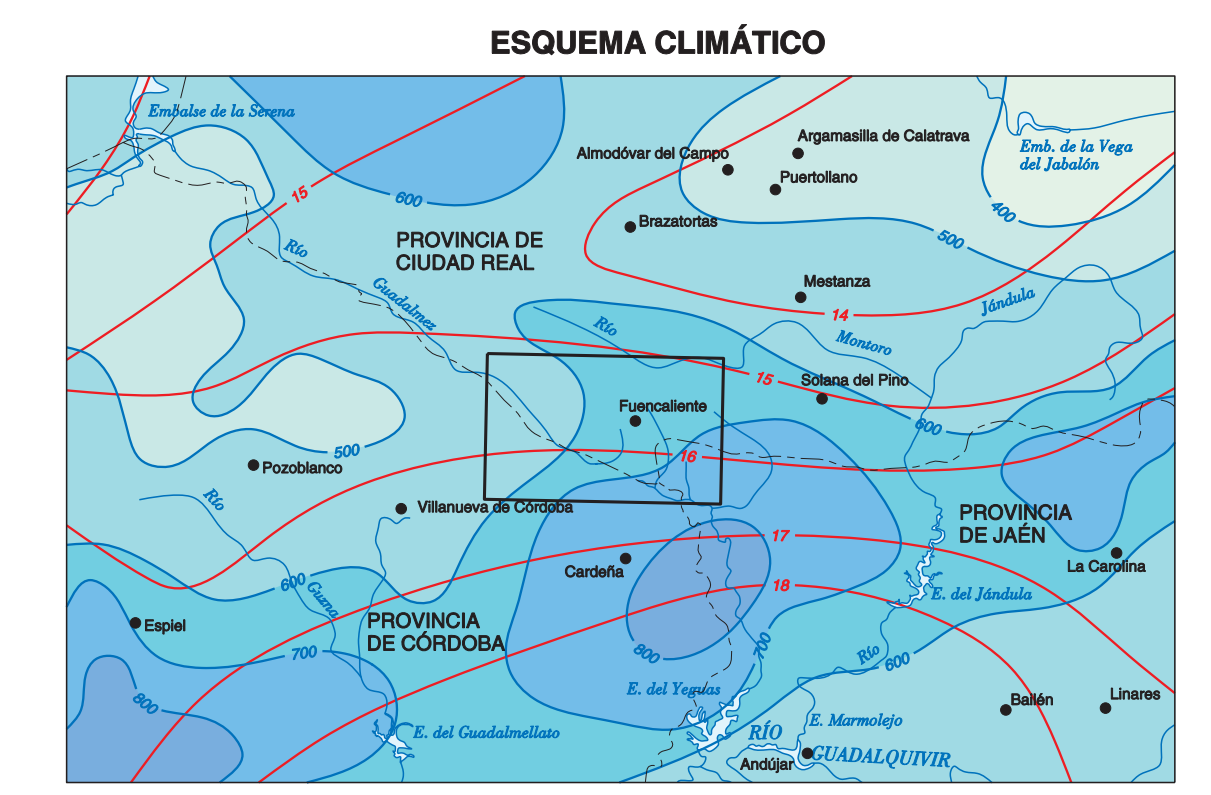 ESQUEMA CLIMÁTICO
Embalse de la Serena
Argamasilla de Calatrava
Almodóvar del Campo
Emb. de la Vega
del Jabalón
Puertollano
15
600
400
Brazatortas
500
PROVINCIA DE
CIUDAD REAL
Río
Guadalmez
Mestanza
14
Jándula
Río
Montoro
15
Solana del Pino
Fuencaliente
600
500
16
Pozoblanco
Río
Villanueva de Córdoba
PROVINCIA
DE JAÉN
17
La Carolina
Cardeña
600
18
Guzna
E. del Jándula
Espiel
PROVINCIA
DE CÓRDOBA
700
800
700
Río
600
E. del Yeguas
800
Bailén
Linares
E. Marmolejo
E. del Guadalmellato
RÍO
GUADALQUIVIR
Andújar